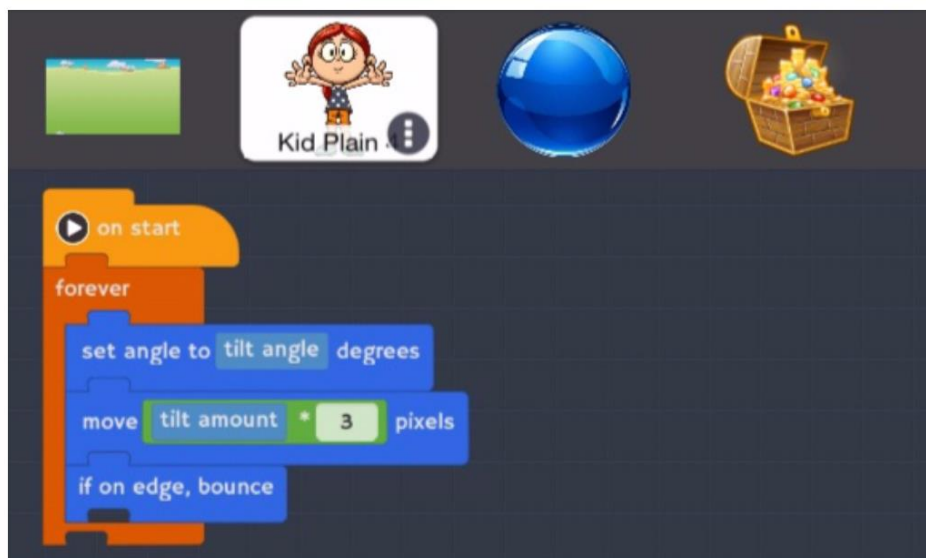 Kid Plain
on start
forever
set angle to tilt angle degrees
move tilt amount * 3 pixels
if on edge, bounce